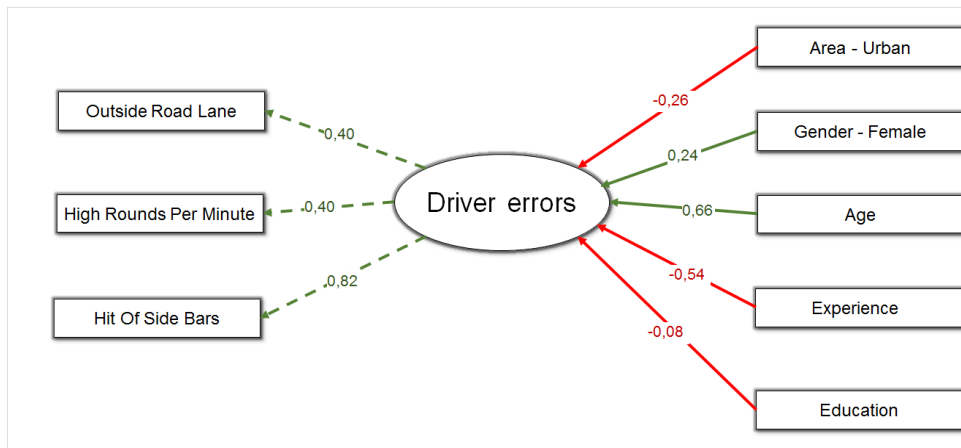 Area - Urban
-0,26
Outside Road Lane
0,40
Gender - Female
0,24
Driver errors
High Rounds Per Minute
0,40
Age
0,66
-0,54
Hit Of Side Bars
0,82
Experience
-0,08
Education